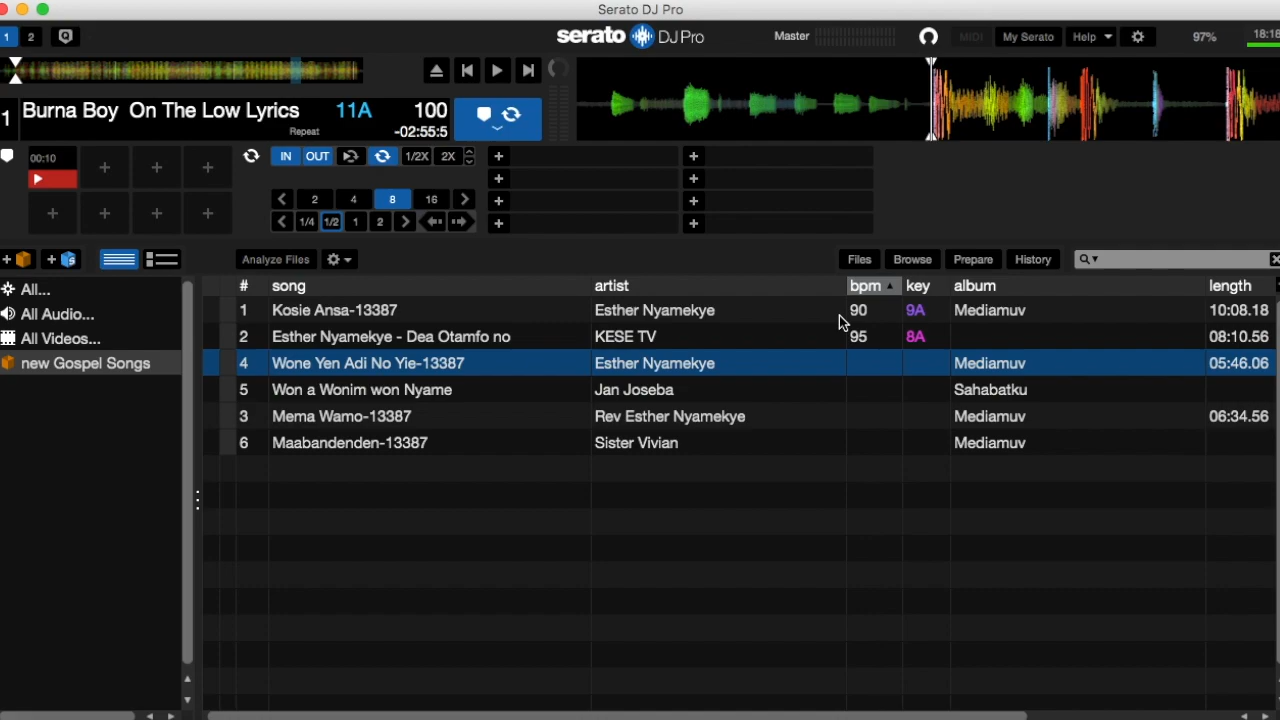 Serato DJ Pro
1 2 Q
serato DJ Pro
Master
MIDI
My Serato
Help
97%
18:18
1
Burna Boy On The Low Lyrics 11A 100
Repeat -02:55:5
00:10
IN OUT 1/2X 2X
2 4 8 16
1/4 1/2 1 2
Analyze Files
Files Browse Prepare History
# song artist bpm key album length
All...
All Audio...
All Videos...
new Gospel Songs
1 Kosie Ansa-13387 Esther Nyamekye 90 9A Mediamuv 10:08.18
2 Esther Nyamekye - Dea Otamfo no KESE TV 95 8A 08:10.56
4 Wone Yen Adi No Yie-13387 Esther Nyamekye Mediamuv 05:46.06
5 Won a Wonim won Nyame Jan Joseba Sahabatku
3 Mema Wamo-13387 Rev Esther Nyamekye Mediamuv 06:34.56
6 Maabandenden-13387 Sister Vivian Mediamuv